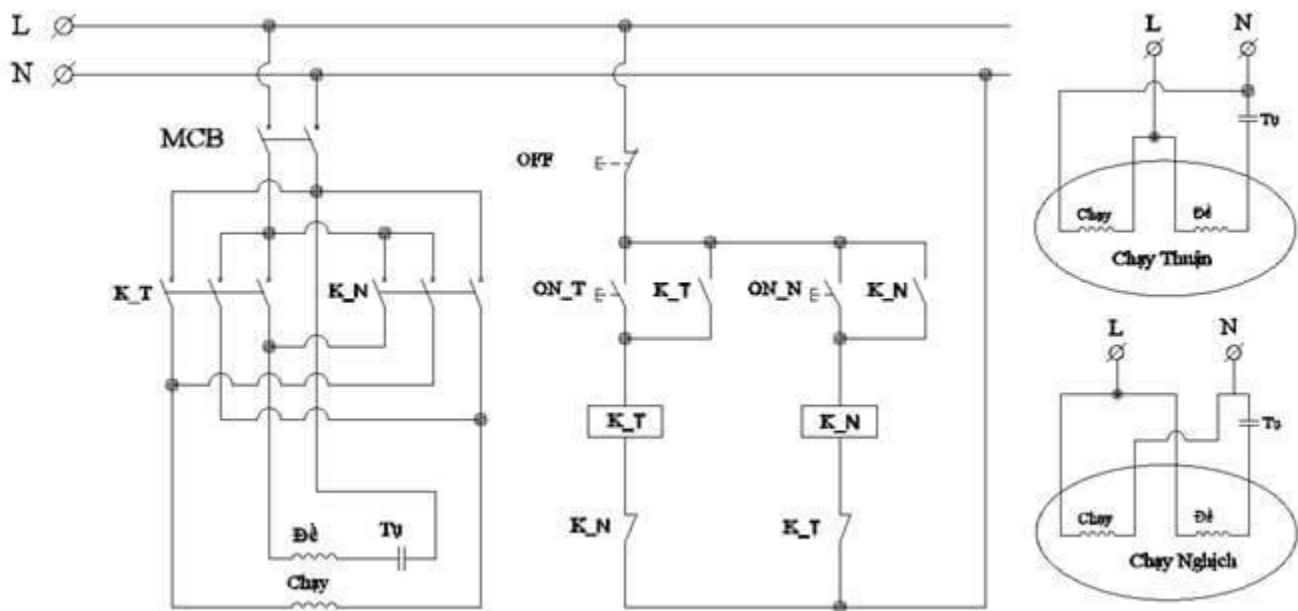 L
N
MCB
K_T
K_N
Đề
Tụ
Chạy
OFF
ON_T
K_T
ON_N
K_N
K_T
K_N
K_N
K_T
L
N
Tụ
Chạy
Đề
Chạy Thuận
L
N
Tụ
Chạy
Đề
Chạy Nghịch